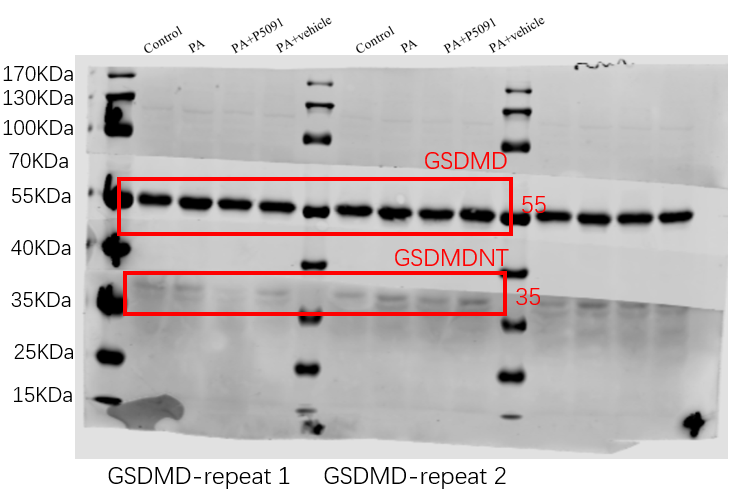 Control PA PA+P5091 PA+vehicle Control PA PA+P5091 PA+vehicle
170KDa
130KDa
100KDa
70KDa
GSDMD
55KDa
55
40KDa
GSDMDNT
35KDa
35
25KDa
15KDa
GSDMD-repeat 1 GSDMD-repeat 2